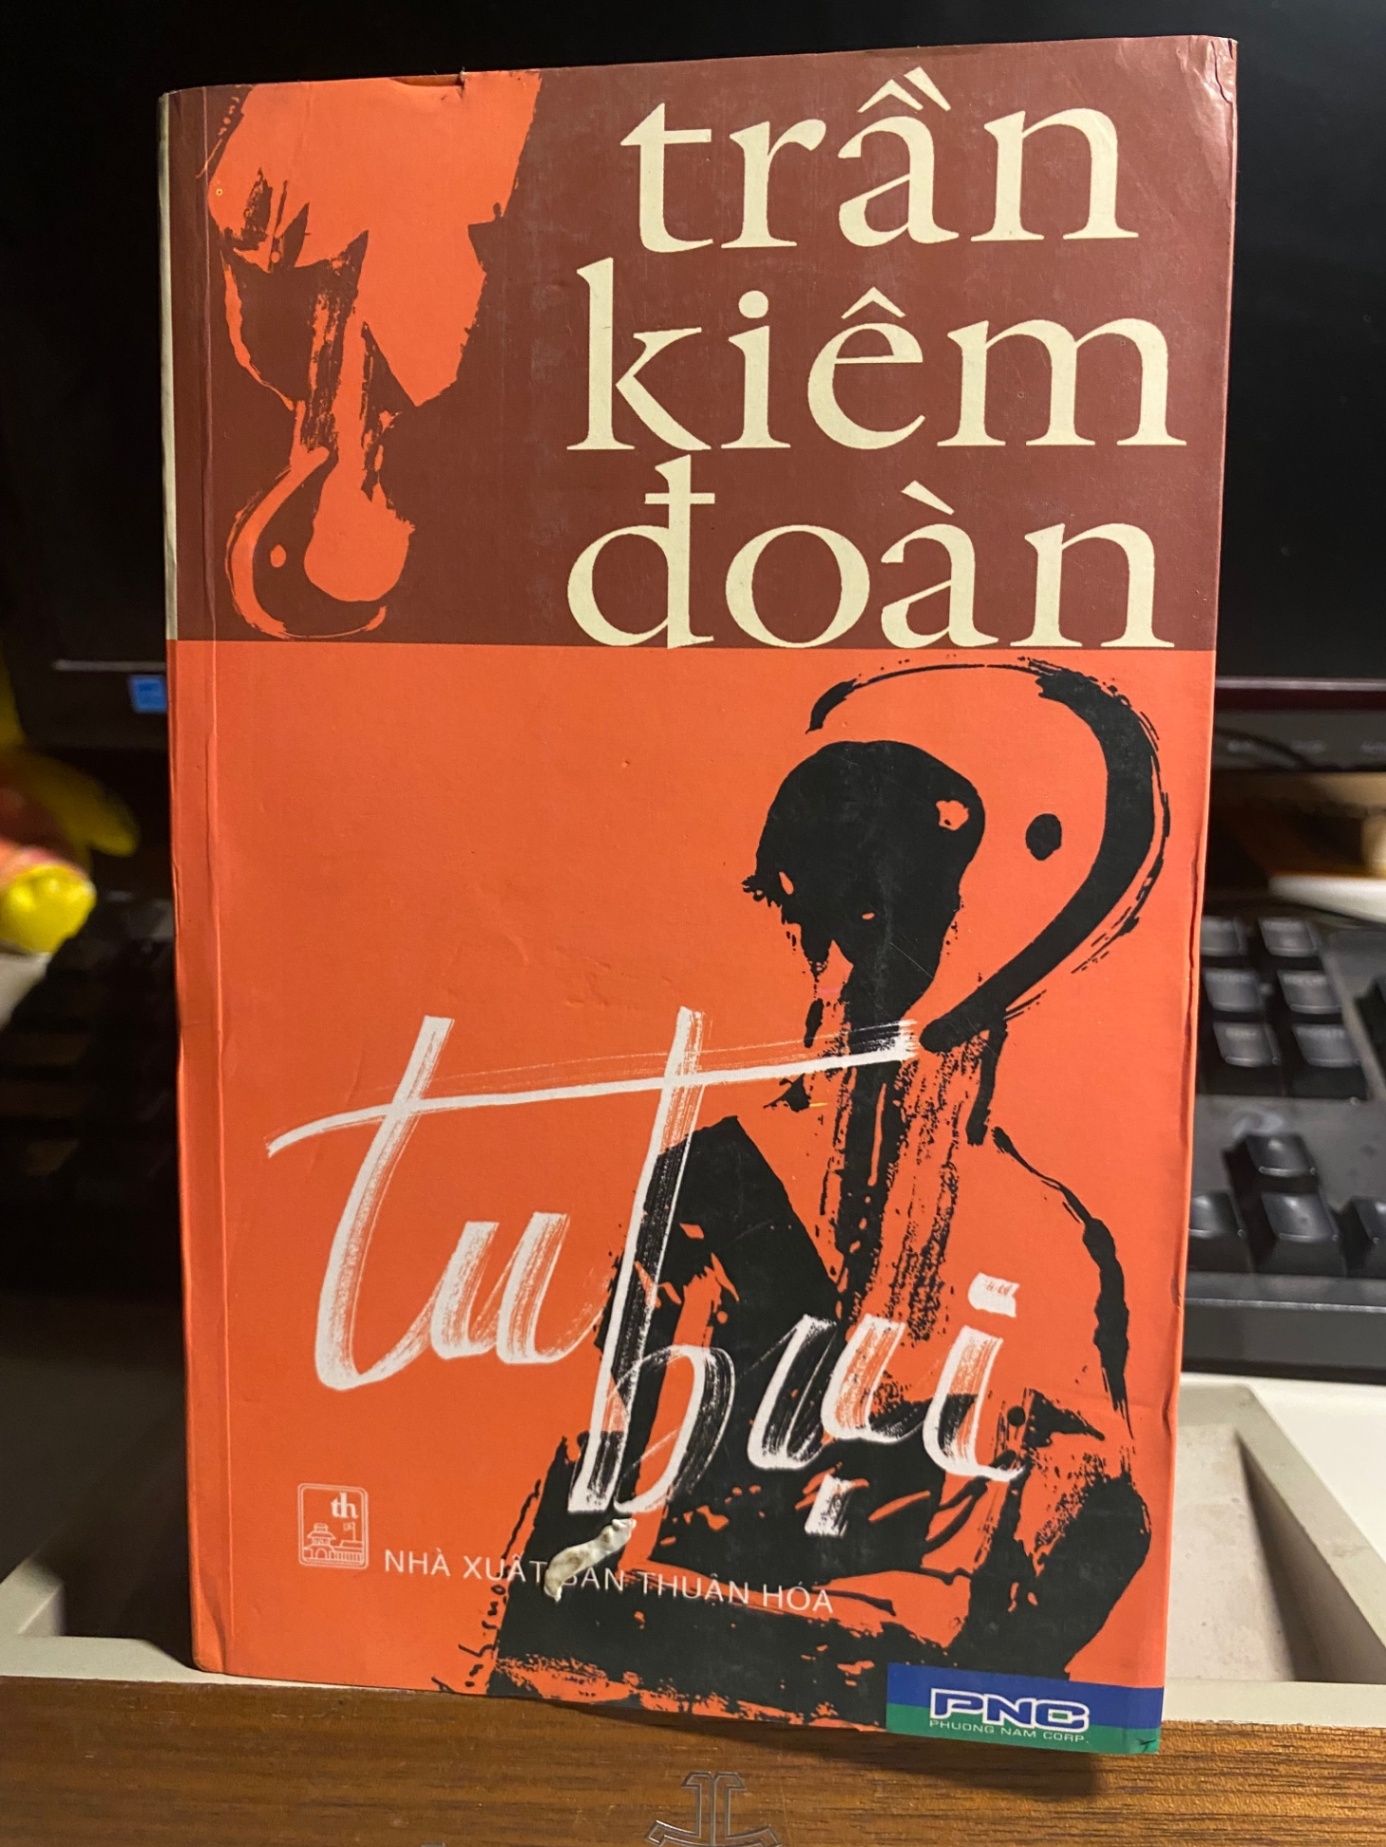 trần
kiêm
đoàn
tu bụi
th
NHÀ XUẤT BẢN THUẬN HÓA
PNC
PHUONG NAM CORP.